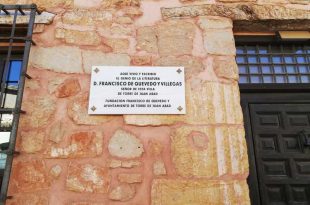 AQUI VIVIO Y ESCRIBIO
EL GENIO DE LA LITERATURA
D. FRANCISCO DE QUEVEDO Y VILLEGAS
SEÑOR DE ESTA VILLA
DE TORRE DE JUAN ABAD
FUNDACION FRANCISCO DE QUEVEDO Y
AYUNTAMIENTO DE TORRE DE JUAN ABAD